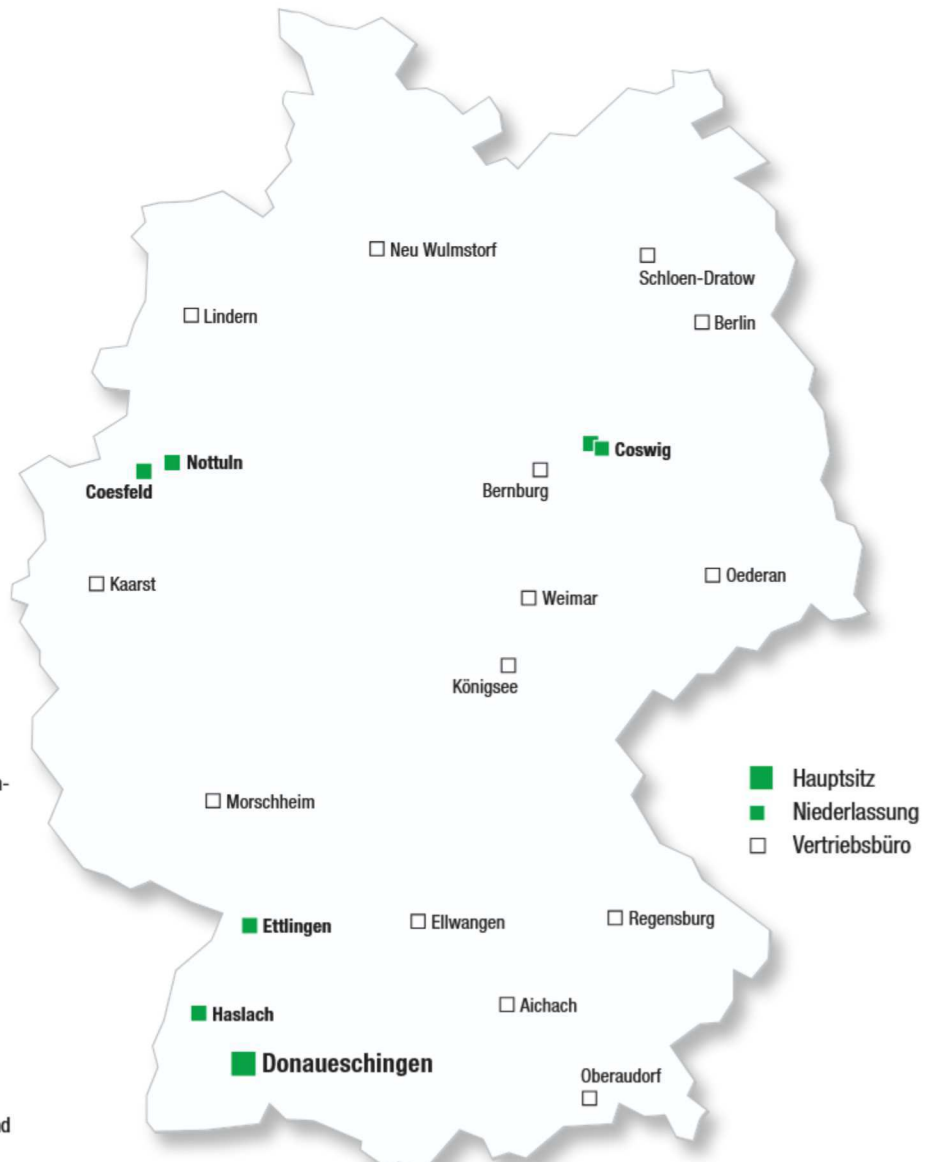 Neu Wulmstorf
Schloen-Dratow
Lindern
Berlin
Coswig
Nottuln
Bernburg
Coesfeld
Oederan
Kaarst
Weimar
Königsee
Hauptsitz
n-
Morschheim
Niederlassung
Vertriebsbüro
Regensburg
Ellwangen
Ettlingen
Aichach
Haslach
Donaueschingen
Oberaudorf
nd